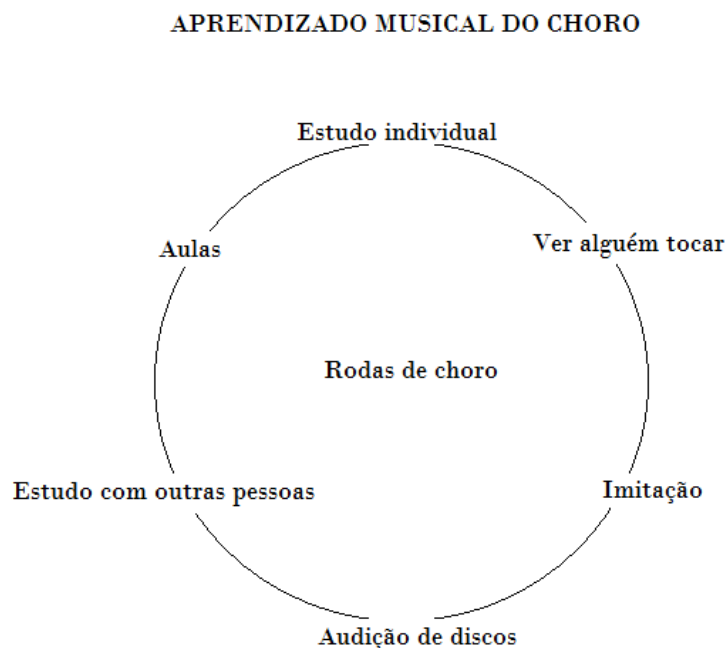 APRENDIZADO MUSICAL DO CHORO
Estudo individual
Ver alguém tocar
Aulas
Rodas de choro
Estudo com outras pessoas
Imitação
Audição de discos